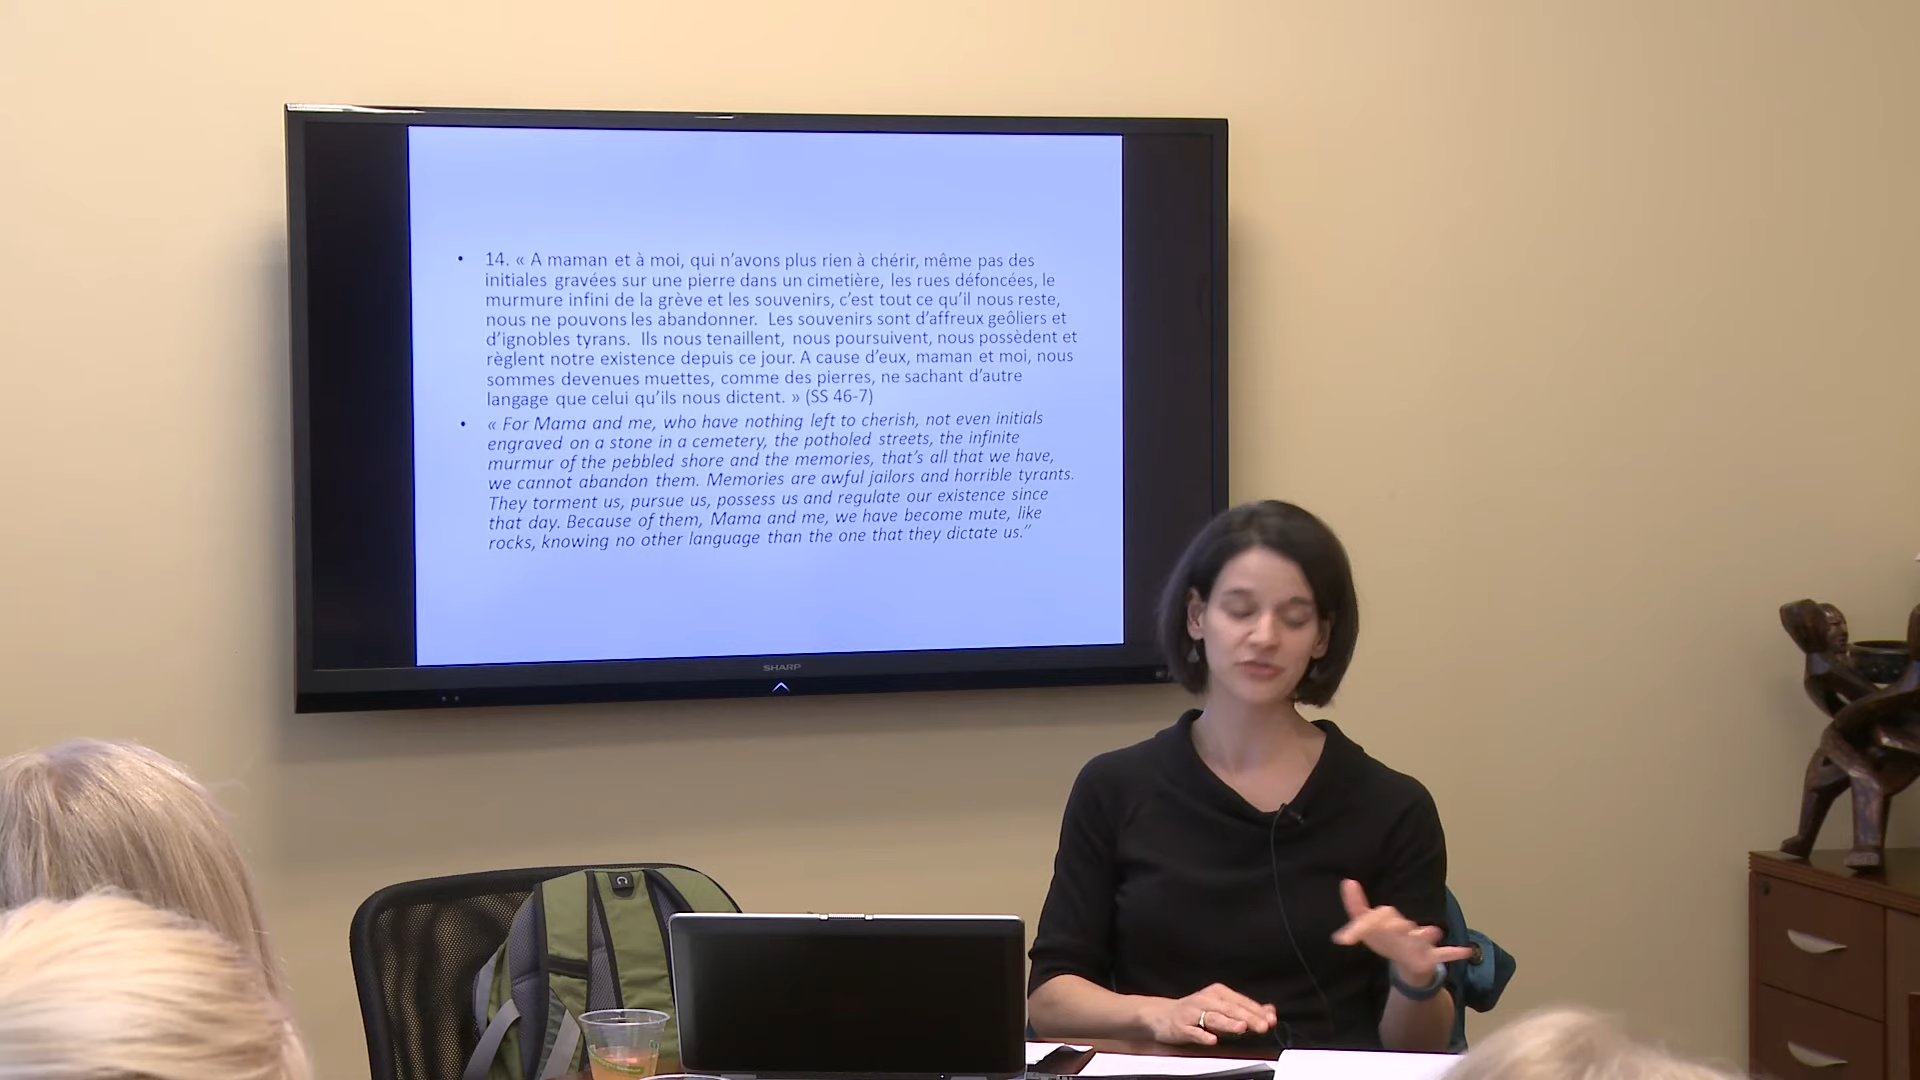 • 14. « A maman et à moi, qui n’avons plus rien à chérir, même pas des
initiales gravées sur une pierre dans un cimetière, les rues défoncées, le
murmure infini de la grève et les souvenirs, c’est tout ce qu’il nous reste,
nous ne pouvons les abandonner.  Les souvenirs sont d’affreux geôliers et
d’ignobles tyrans.  Ils nous tenaillent, nous poursuivent, nous possèdent et
règlent notre existence depuis ce jour. A cause d’eux, maman et moi, nous
sommes devenues muettes, comme des pierres, ne sachant d’autre
langage que celui qu’ils nous dictent. » (SS 46-7)
• « For Mama and me, who have nothing left to cherish, not even initials
engraved on a stone in a cemetery, the potholed streets, the infinite
murmur of the pebbled shore and the memories, that’s all that we have,
we cannot abandon them. Memories are awful jailors and horrible tyrants.
They torment us, pursue us, possess us and regulate our existence since
that day. Because of them, Mama and me, we have become mute, like
rocks, knowing no other language than the one that they dictate us.”
SHARP